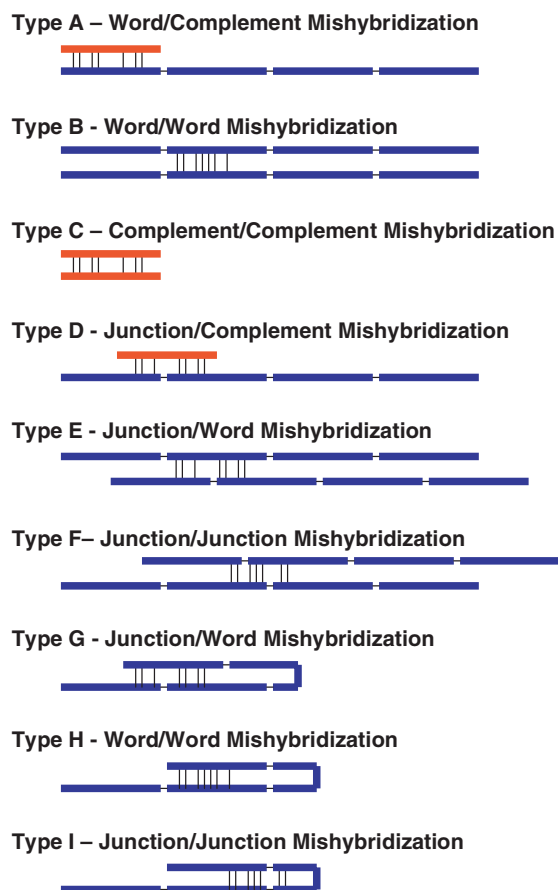 Type A – Word/Complement Mishybridization
Type B - Word/Word Mishybridization
Type C – Complement/Complement Mishybridization
Type D - Junction/Complement Mishybridization
Type E - Junction/Word Mishybridization
Type F– Junction/Junction Mishybridization
Type G - Junction/Word Mishybridization
Type H - Word/Word Mishybridization
Type I – Junction/Junction Mishybridization